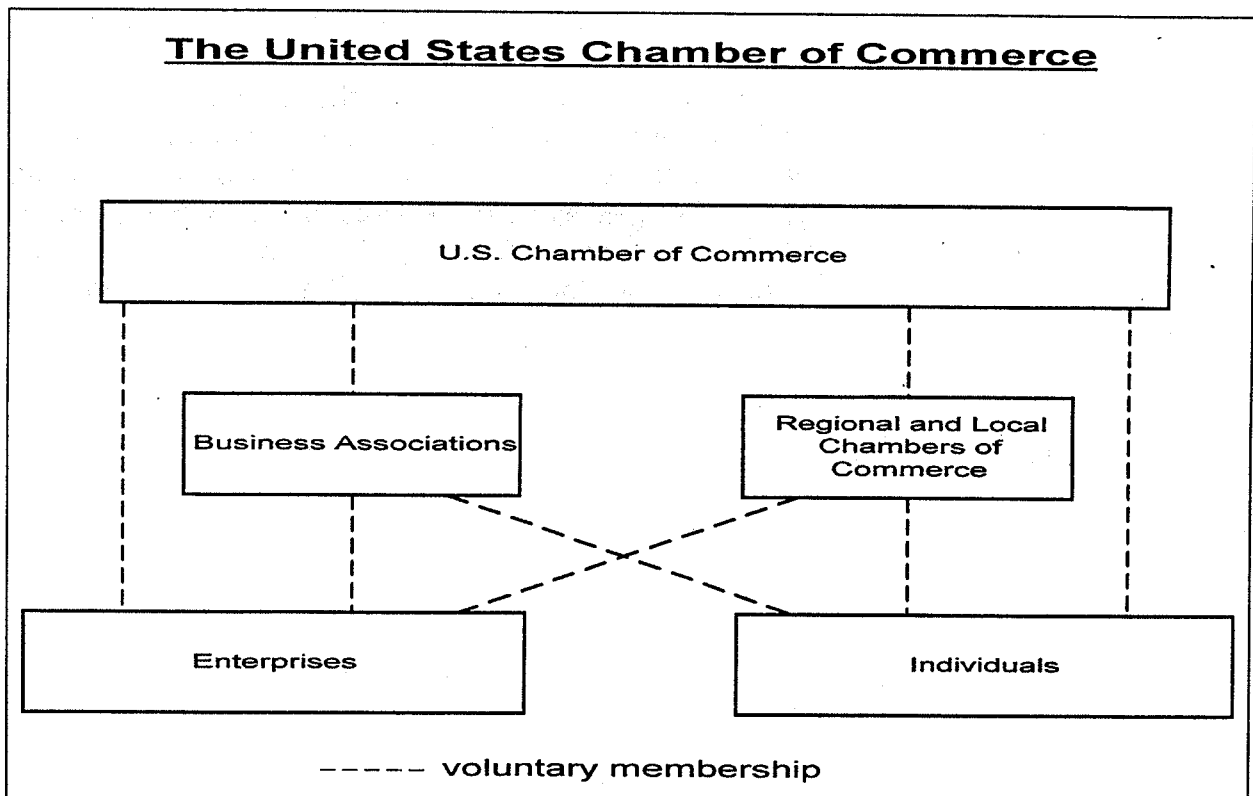 The United States Chamber of Commerce
U.S. Chamber of Commerce
Business Associations
Regional and Local
Chambers of
Commerce
Enterprises
Individuals
------ voluntary membership